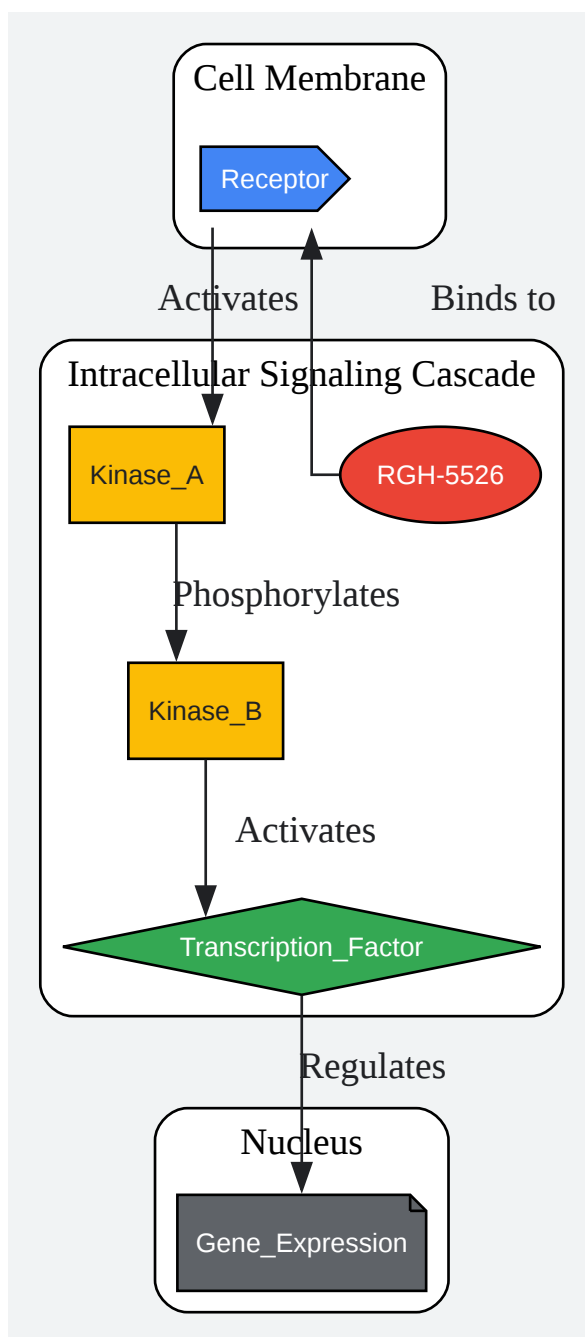 Cell Membrane
Receptor
Activates
Binds to
Intracellular Signaling Cascade
Kinase_A
RGH-5526
Phosphorylates
Kinase_B
Activates
Transcription_Factor
Regulates
Nucleus
Gene_Expression